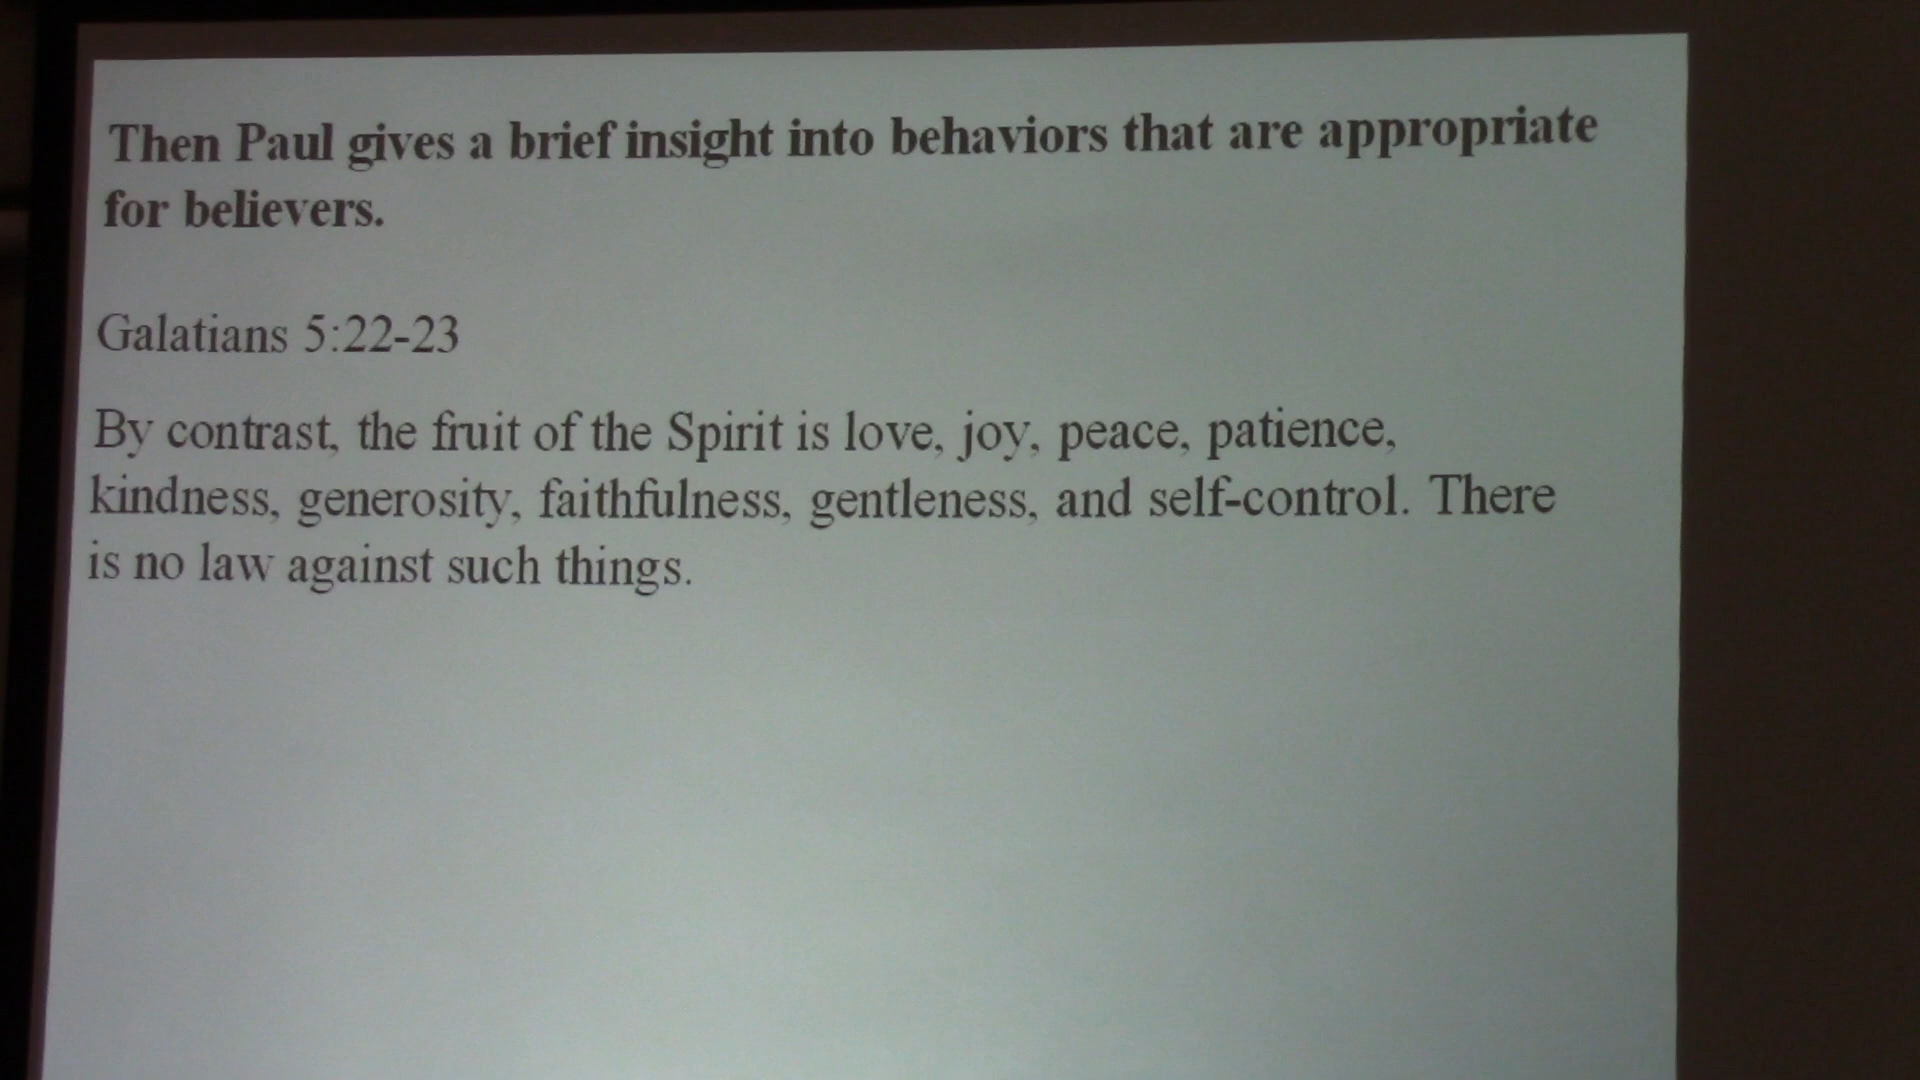 Then Paul gives a brief insight into behaviors that are appropriate
for believers.
Galatians 5:22-23
By contrast, the fruit of the Spirit is love, joy, peace, patience,
kindness, generosity, faithfulness, gentleness, and self-control. There
is no law against such things.